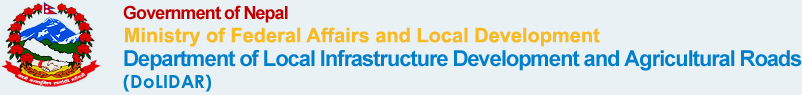 Government of Nepal
Ministry of Federal Affairs and Local Development
Department of Local Infrastructure Development and Agricultural Roads
(DoLIDAR)